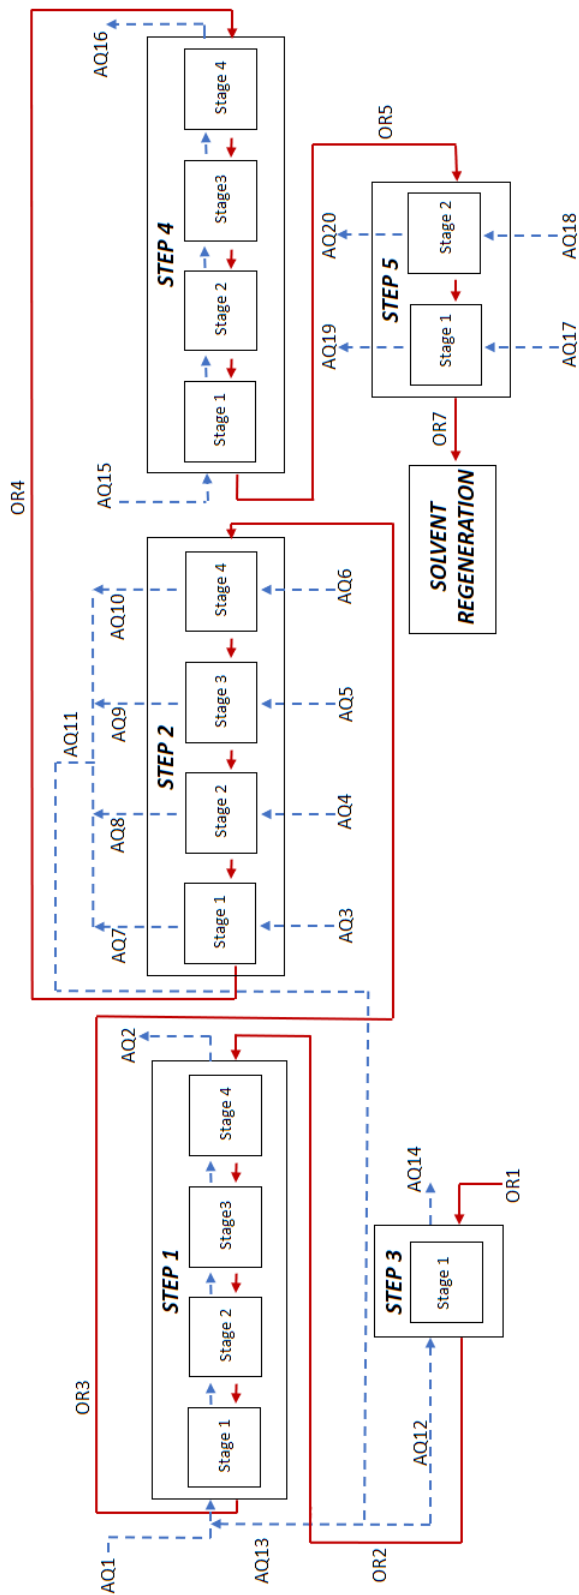 OR4
AQ11
OR3
AQ1
AQ2
AQ7
AQ8
AQ9
AQ10
AQ15
AQ16
STEP 1
STEP 2
STEP 4
Stage 1
Stage 2
Stage3
Stage 4
Stage 1
Stage 2
Stage 3
Stage 4
Stage 1
Stage 2
Stage3
Stage 4
AQ13
AQ3
AQ4
AQ5
AQ6
OR5
AQ14
AQ19
AQ20
STEP 3
Stage 1
AQ12
OR2
OR1
SOLVENT
REGENERATION
OR7
STEP 5
Stage 1
Stage 2
AQ17
AQ18